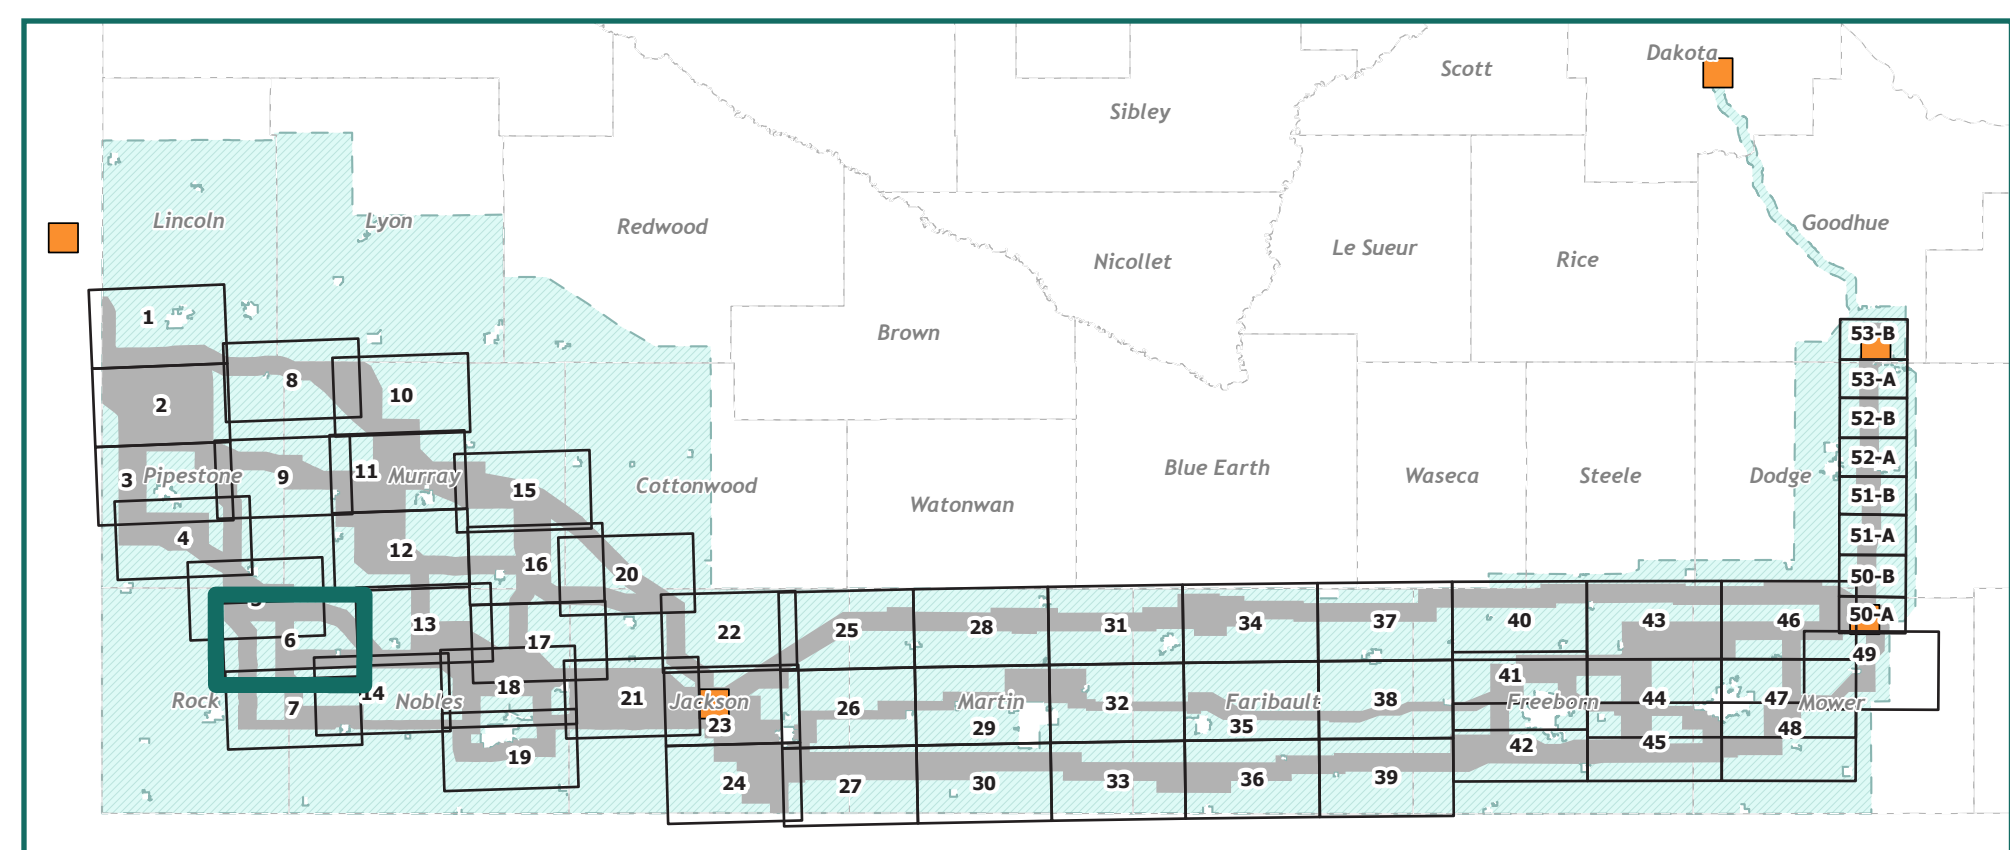 Dakota
Scott
Sibley
Lincoln
Lyon
Redwood
Goodhue
Le Sueur
Rice
Nicollet
1
Brown
53-B
8
53-A
10
2
52-B
52-A
Blue Earth
11
Murray
Pipestone
9
3
Waseca
Steele
Dodge
Cottonwood
15
51-B
Watonwan
4
51-A
12
16
20
50-B
5
50-A
6
13
17
22
25
28
31
34
37
40
43
46
49
41
18
14
Rock
Nobles
7
21
Jackson
23
26
Martin
29
32
Faribault
35
38
Freeborn
44
47
Mower
48
42
45
19
24
27
30
33
36
39